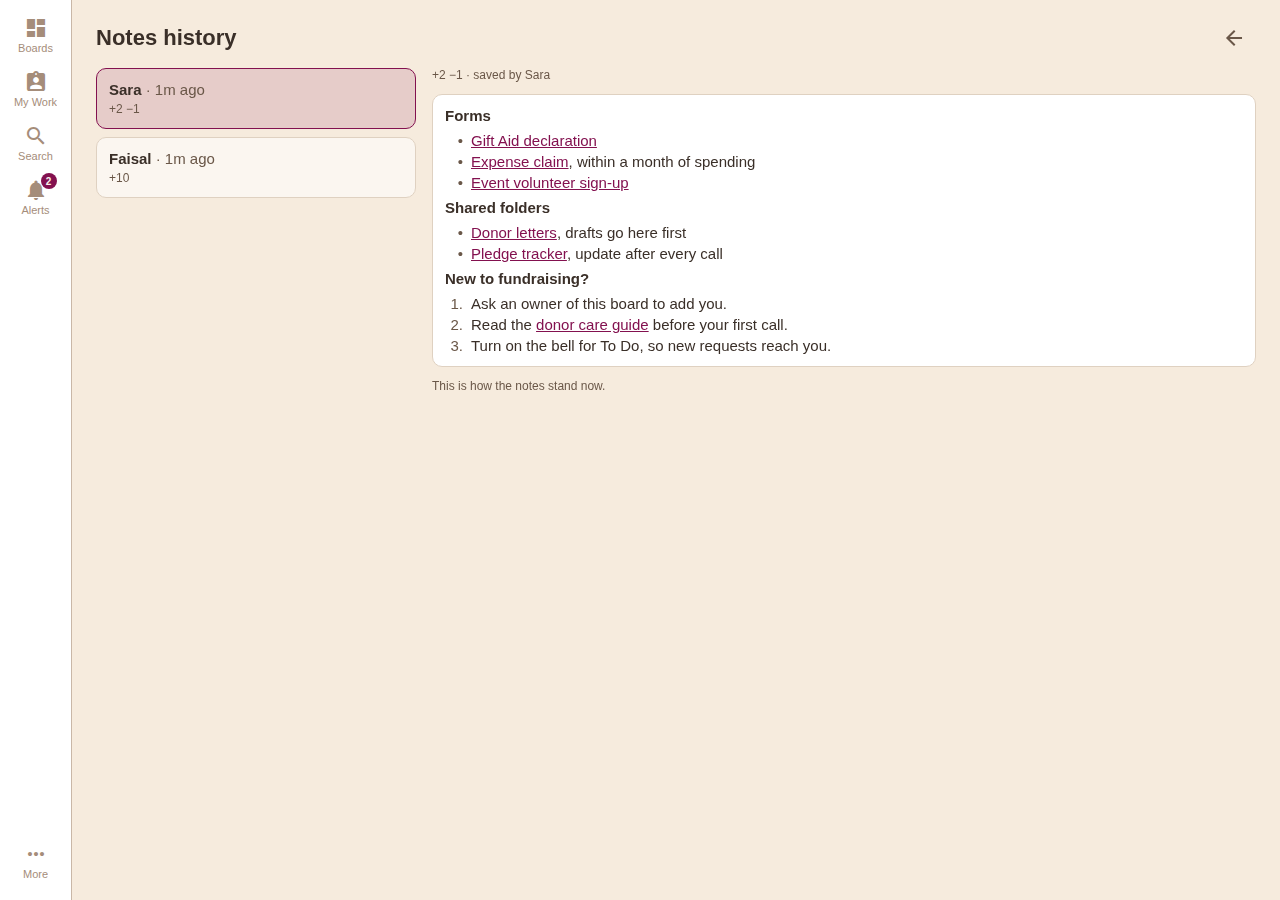 Boards
My Work
Search
2
Alerts
More
Notes history
Sara · 1m ago
+2 −1
Faisal · 1m ago
+10
+2 −1 · saved by Sara
Forms
• Gift Aid declaration
• Expense claim, within a month of spending
• Event volunteer sign-up
Shared folders
• Donor letters, drafts go here first
• Pledge tracker, update after every call
New to fundraising?
1. Ask an owner of this board to add you.
2. Read the donor care guide before your first call.
3. Turn on the bell for To Do, so new requests reach you.
This is how the notes stand now.